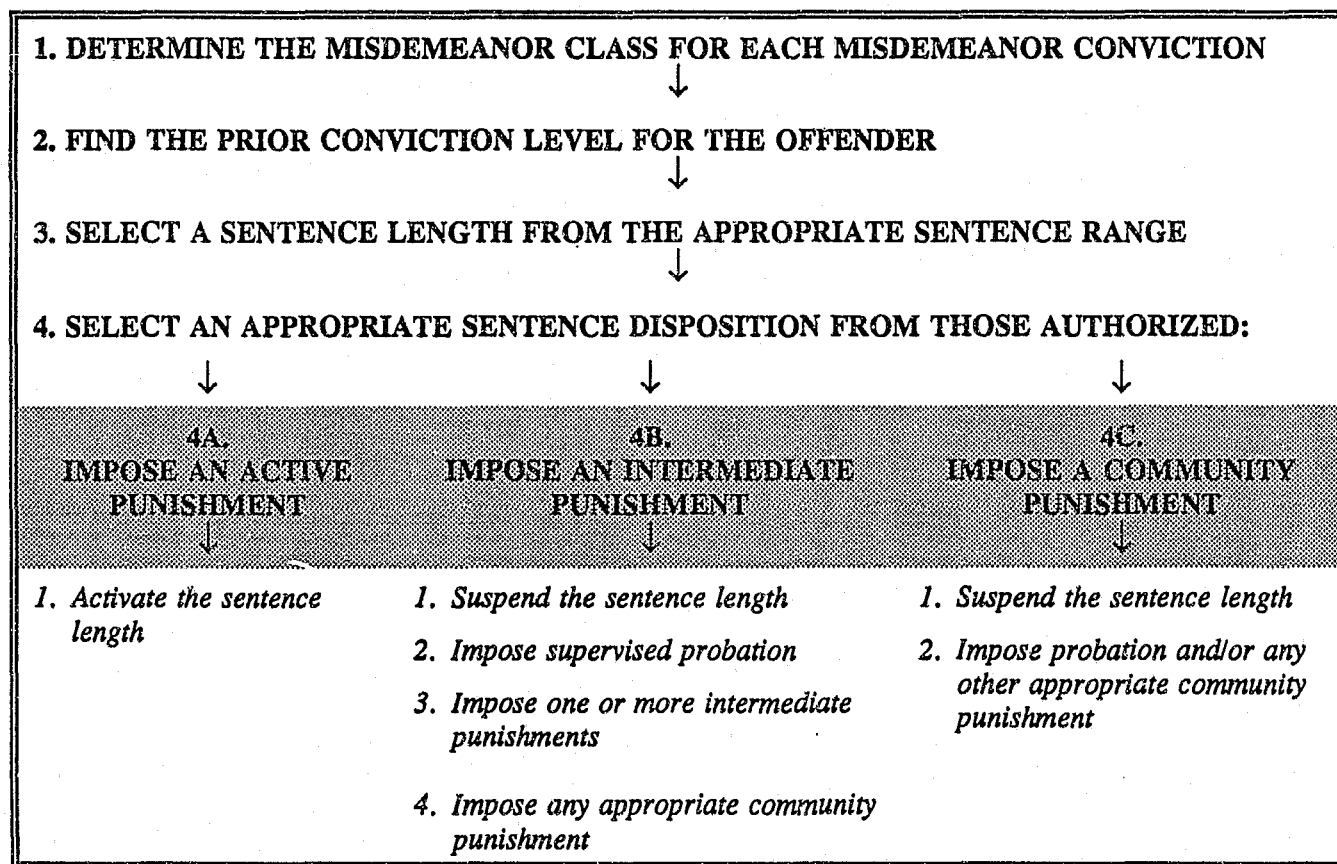 1. DETERMINE THE MISDEMEANOR CLASS FOR EACH MISDEMEANOR CONVICTION
↓
2. FIND THE PRIOR CONVICTION LEVEL FOR THE OFFENDER
↓
3. SELECT A SENTENCE LENGTH FROM THE APPROPRIATE SENTENCE RANGE
↓
4. SELECT AN APPROPRIATE SENTENCE DISPOSITION FROM THOSE AUTHORIZED:
↓ ↓ ↓
4A.
IMPOSE AN ACTIVE
PUNISHMENT
↓
1. Activate the sentence
length
4B.
IMPOSE AN INTERMEDIATE
PUNISHMENT
↓
1. Suspend the sentence length
2. Impose supervised probation
3. Impose one or more intermediate
punishments
4. Impose any appropriate community
punishment
4C.
IMPOSE A COMMUNITY
PUNISHMENT
↓
1. Suspend the sentence length
2. Impose probation and/or any
other appropriate community
punishment